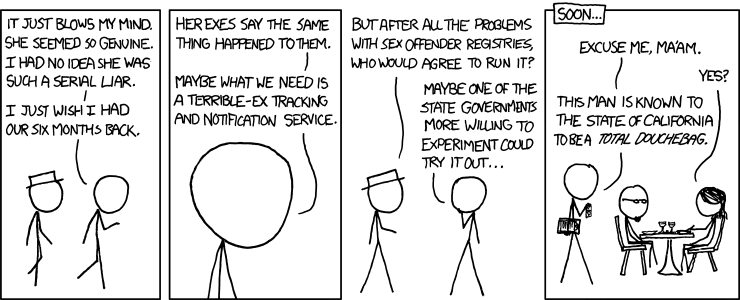 IT JUST BLOWS MY MIND.
SHE SEEMED SO GENUINE.
I HAD NO IDEA SHE WAS
SUCH A SERIAL LIAR.
I JUST WISH I HAD
OUR SIX MONTHS BACK.
HER EXES SAY THE SAME
THING HAPPENED TO THEM.
MAYBE WHAT WE NEED IS
A TERRIBLE-EX TRACKING
AND NOTIFICATION SERVICE.
BUT AFTER ALL THE PROBLEMS
WITH SEX OFFENDER REGISTRIES,
WHO WOULD AGREE TO RUN IT?
MAYBE ONE OF THE
STATE GOVERNMENTS
MORE WILLING TO
EXPERIMENT COULD
TRY IT OUT...
SOON...
EXCUSE ME, MA'AM.
YES?
THIS MAN IS KNOWN TO
THE STATE OF CALIFORNIA
TO BE A TOTAL DOUCHEBAG.